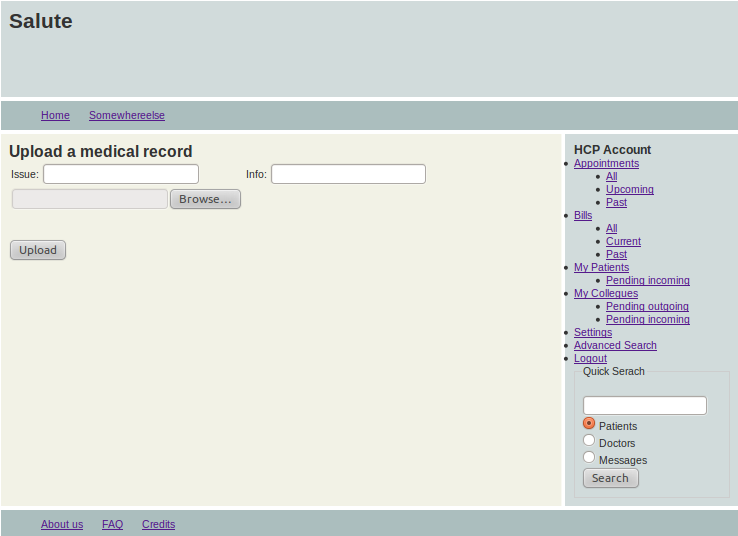 Salute
Home Somewhereelse
Upload a medical record
Issue: Info:
Browse...
Upload
HCP Account
Appointments
All
Upcoming
Past
Bills
All
Current
Past
My Patients
Pending incoming
My Collegues
Pending outgoing
Pending incoming
Settings
Advanced Search
Logout
Quick Serach
Patients
Doctors
Messages
Search
About us FAQ Credits